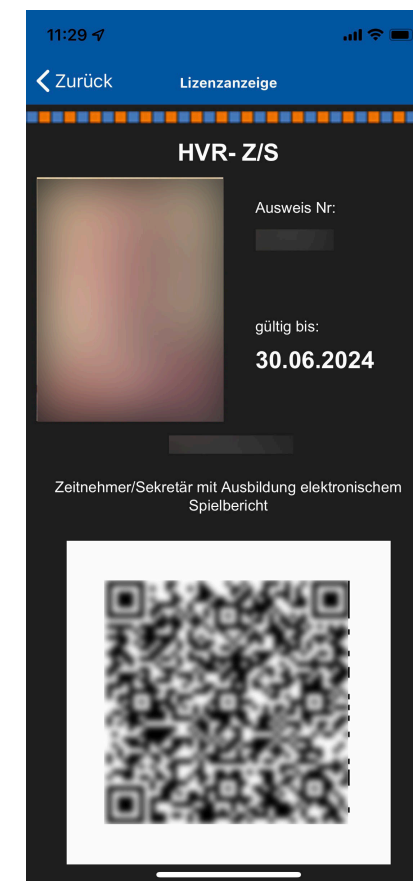 11:29
Zurück
Lizenzanzeige
HVR- Z/S
Ausweis Nr:
gültig bis:
30.06.2024
Zeitnehmer/Sekretär mit Ausbildung elektronischem
Spielbericht